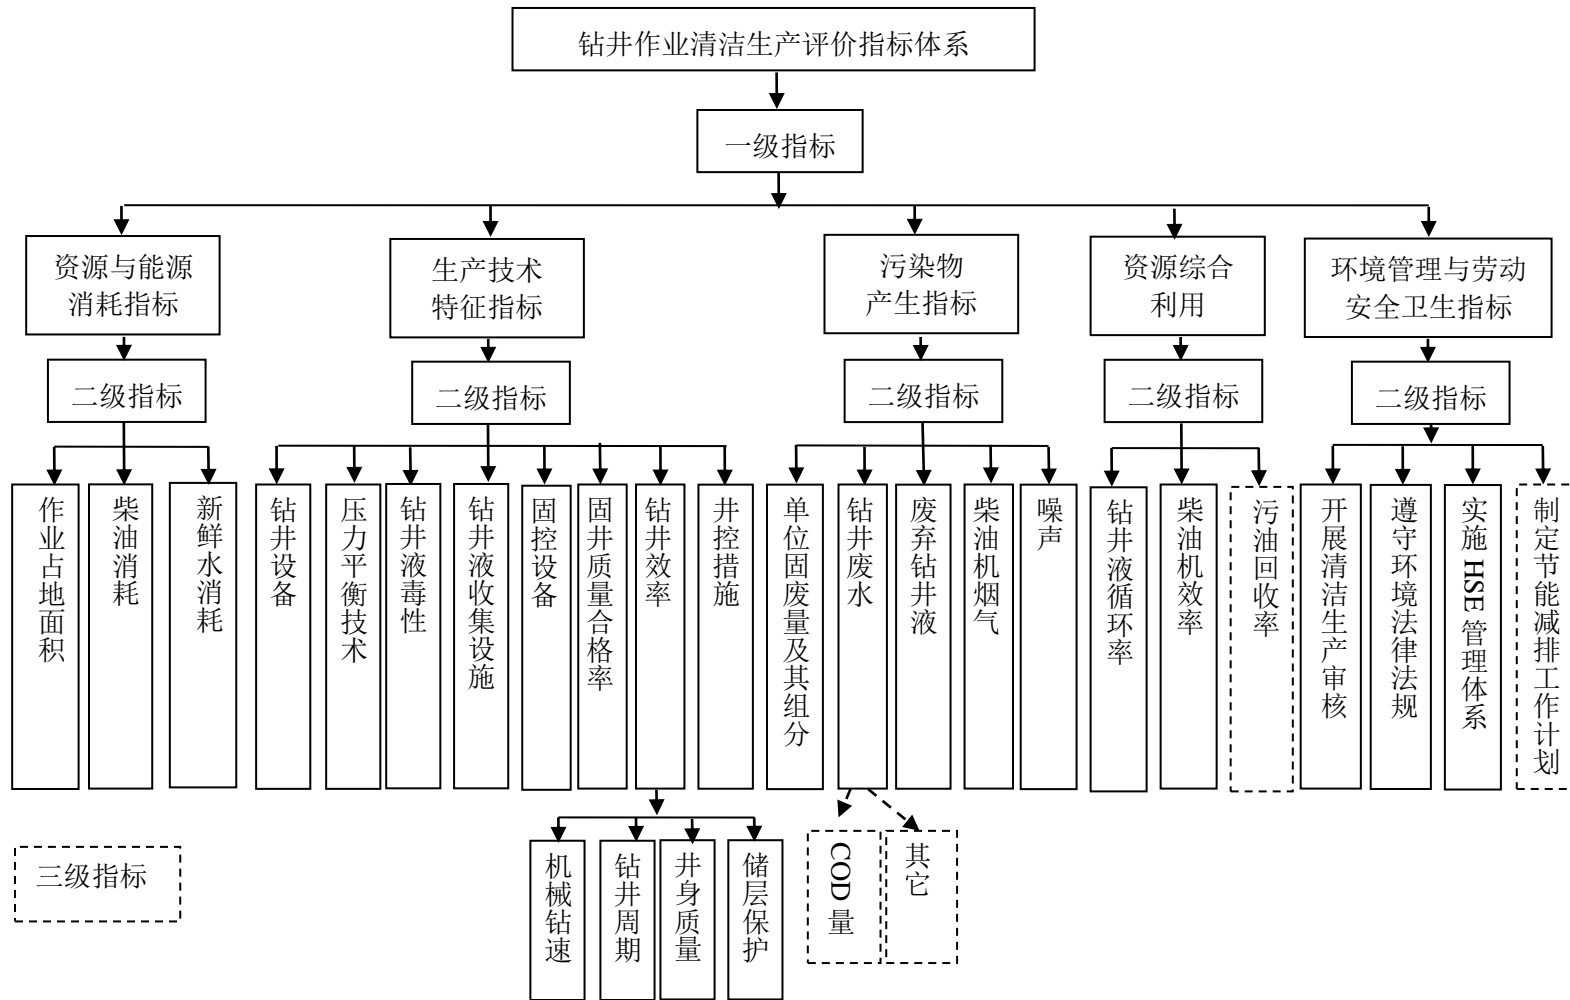 钻井作业清洁生产评价指标体系
一级指标
资源与能源
消耗指标
生产技术
特征指标
污染物
产生指标
资源综合
利用
环境管理与劳动
安全卫生指标
二级指标
二级指标
二级指标
二级指标
二级指标
作业占地面积
柴油消耗
新鲜水消耗
钻井设备
压力平衡技术
钻井液毒性
钻井液收集设施
固控设备
固井质量合格率
钻井效率
井控措施
单位固废量及其组分
钻井废水
废弃钻井液
柴油机烟气
噪声
钻井液循环率
柴油机效率
污油回收率
开展清洁生产审核
遵守环境法律法规
实施 HSE 管理体系
制定节能减排工作计划
三级指标
机械钻速
钻井周期
井身质量
储层保护
COD 量
其它